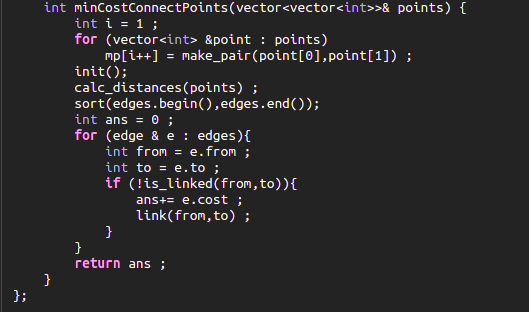 int minCostConnectPoints(vector<vector<int>>& points) {
int i = 1 ;
for (vector<int> &point : points)
mp[i++] = make_pair(point[0],point[1]) ;
init();
calc_distances(points) ;
sort(edges.begin(),edges.end());
int ans = 0 ;
for (edge & e : edges){
int from = e.from ;
int to = e.to ;
if (!is_linked(from,to)){
ans+= e.cost ;
link(from,to) ;
}
}
return ans ;
}
};